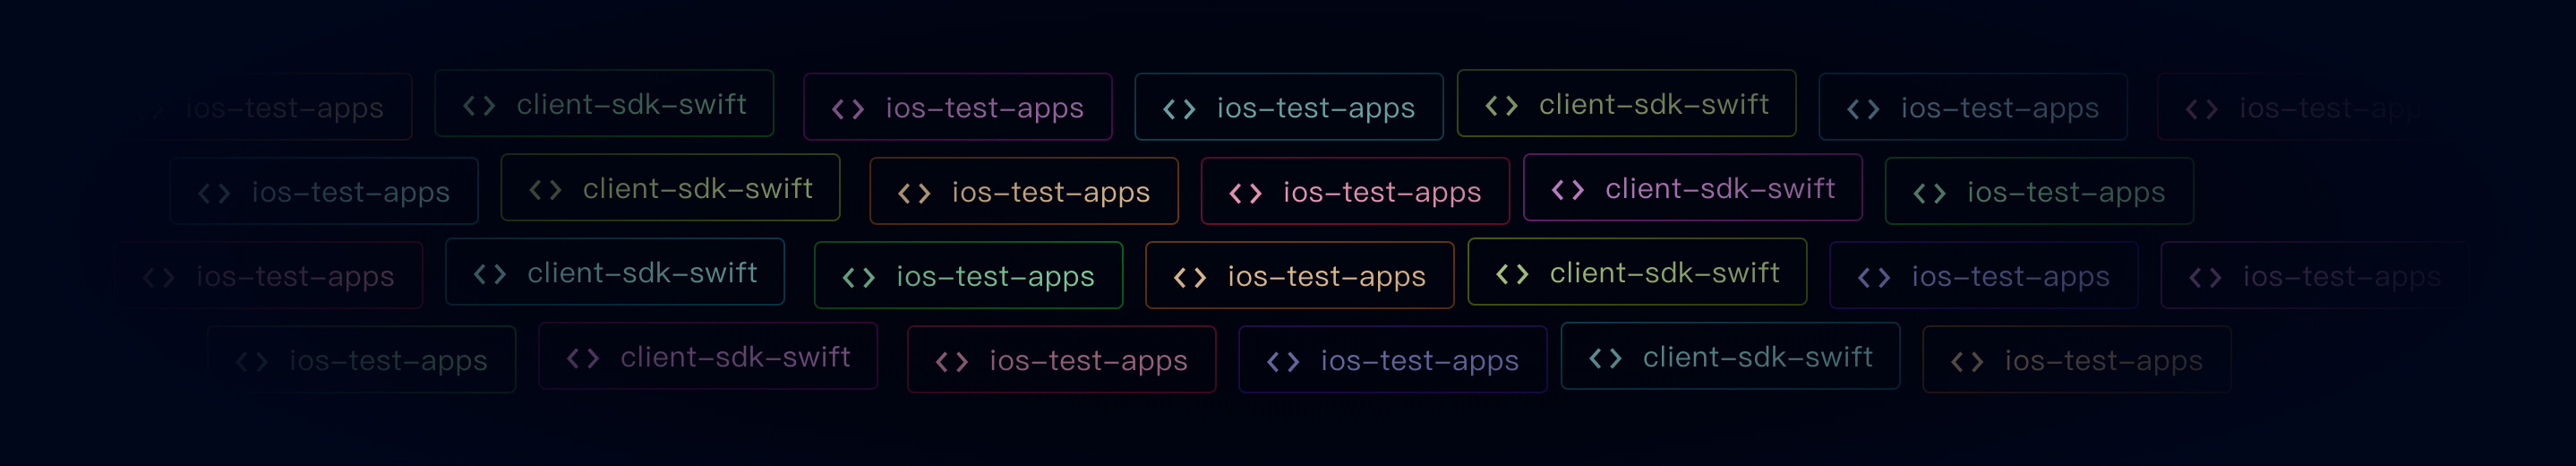 <> ios-test-apps <> client-sdk-swift <> ios-test-apps <> ios-test-apps <> client-sdk-swift <> ios-test-apps <> ios-test-app
<> ios-test-apps <> client-sdk-swift <> ios-test-apps <> ios-test-apps <> client-sdk-swift <> ios-test-apps
<> ios-test-apps <> client-sdk-swift <> ios-test-apps <> ios-test-apps <> client-sdk-swift <> ios-test-apps <> ios-test-apps
<> ios-test-apps <> client-sdk-swift <> ios-test-apps <> ios-test-apps <> client-sdk-swift <> ios-test-apps